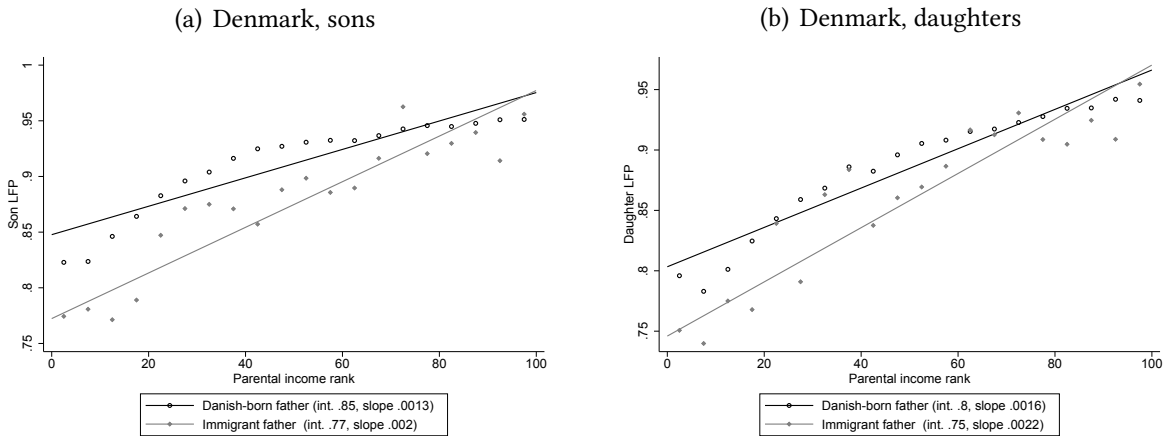 (a) Denmark, sons
Son LFP
1
.95
.9
.85
.8
.75
0 20 40 60 80 100
Parental income rank
Danish-born father (int. .85, slope .0013)
Immigrant father (int. .77, slope .002)
(b) Denmark, daughters
Daughter LFP
.95
.9
.85
.8
.75
0 20 40 60 80 100
Parental income rank
Danish-born father (int. .8, slope .0016)
Immigrant father (int. .75, slope .0022)